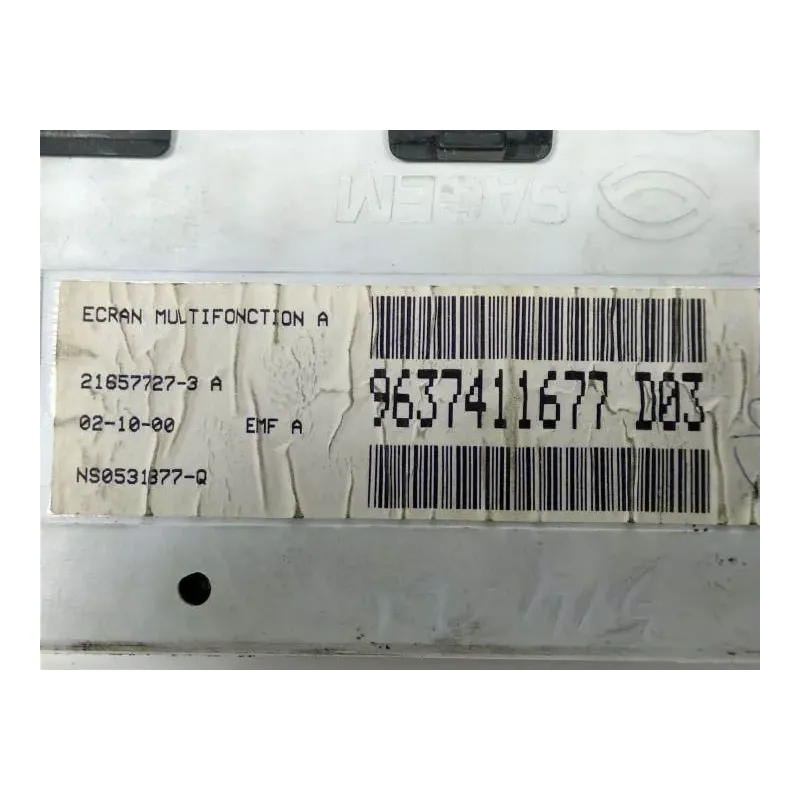 SAGEM
ECRAN MULTIFONCTION A
21657727-3 A
02-10-00 EMF A
NS0531877-Q
9637411677 D03